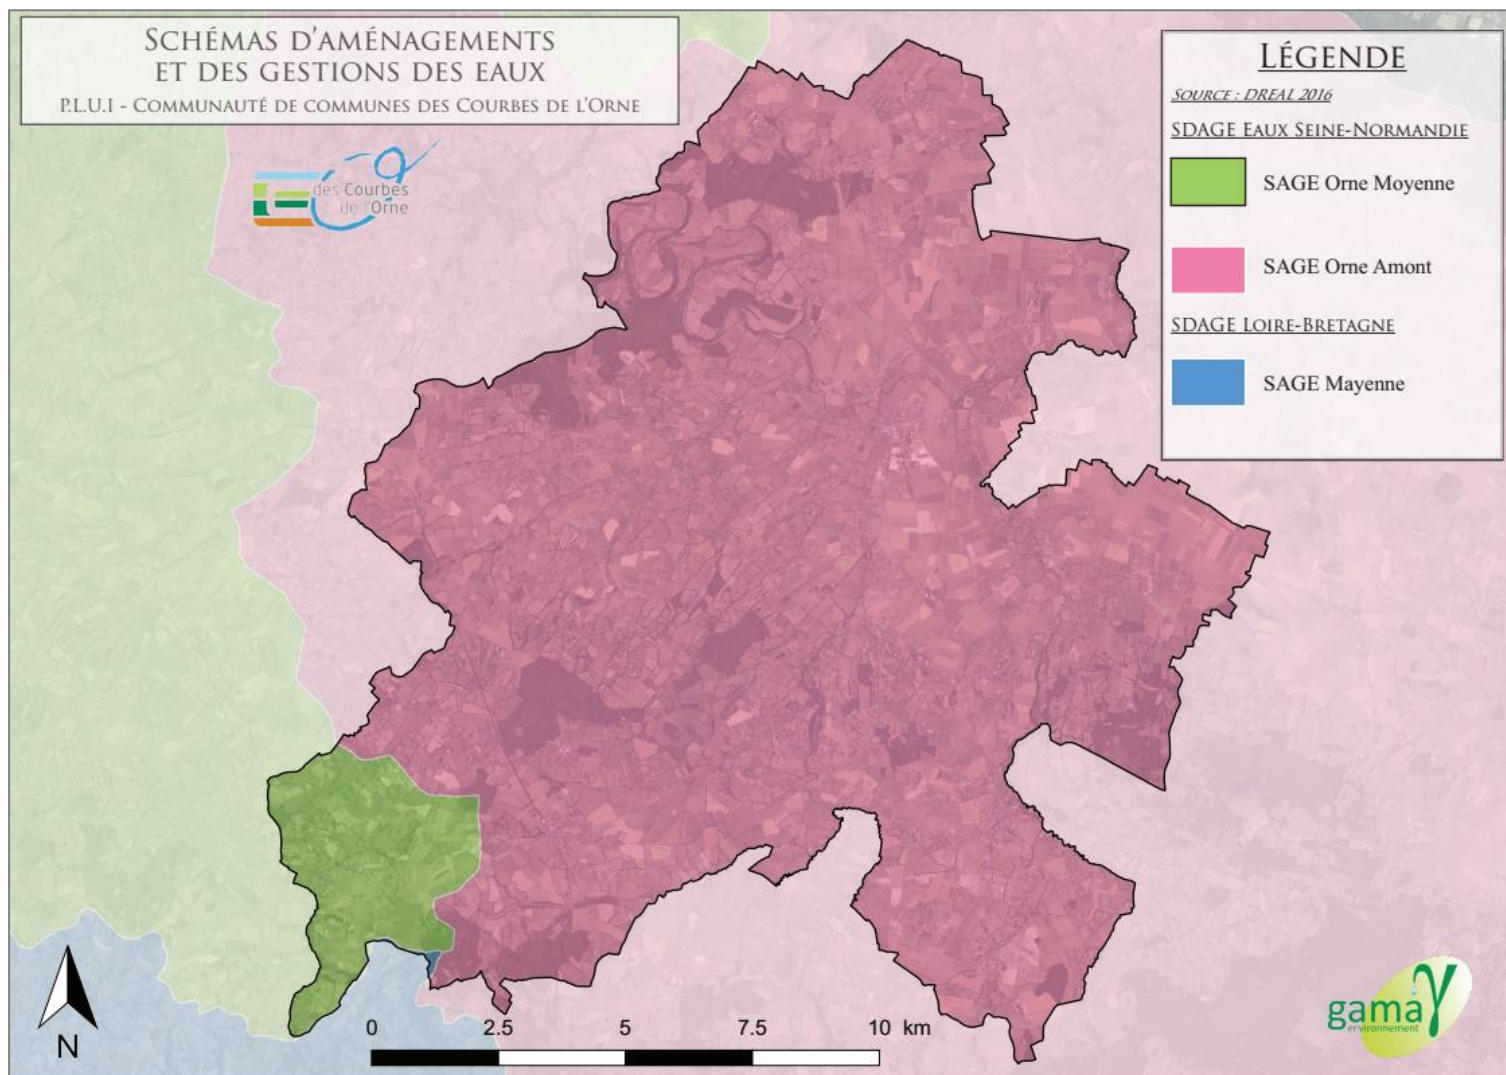 SCHÉMAS D'AMÉNAGEMENTS
ET DES GESTIONS DES EAUX
P.L.U.I - COMMUNAUTÉ DE COMMUNES DES COURBES DE L'ORNE
des Courbes
de l'Orne
LÉGENDE
SOURCE : DREAL 2016
SDAGE EAUX SEINE-NORMANDIE
SAGE Orne Moyenne
SAGE Orne Amont
SDAGE LOIRE-BRETAGNE
SAGE Mayenne
N
0 2.5 5 7.5 10 km
gama
environnement